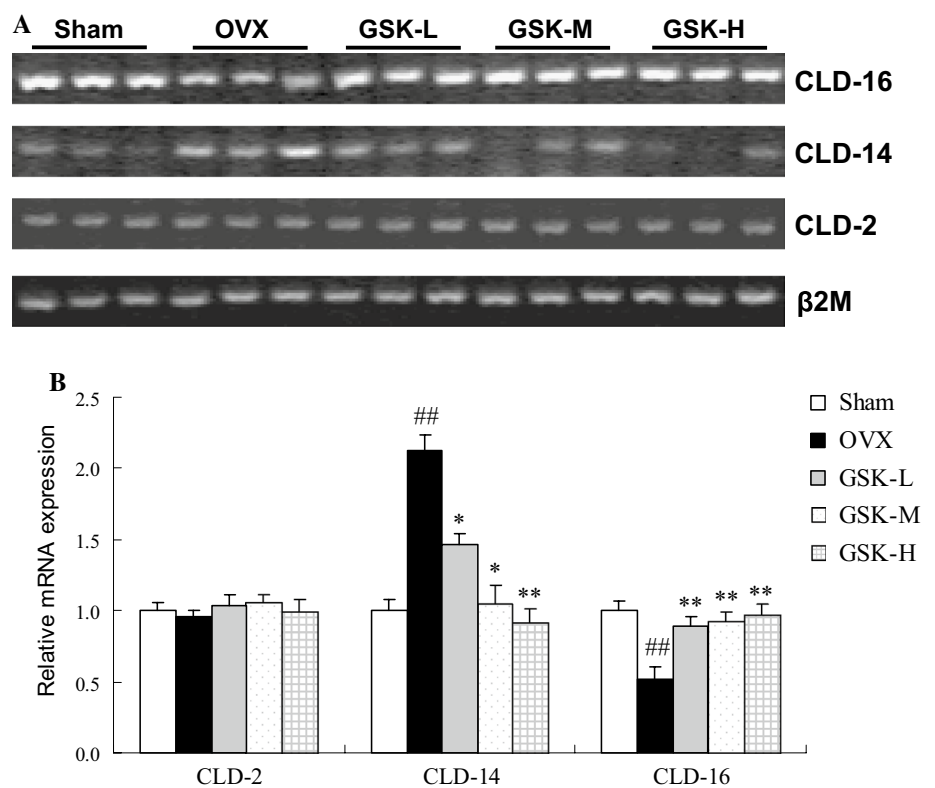 A
Sham OVX GSK-L GSK-M GSK-H
CLD-16
CLD-14
CLD-2
β2M
B
Relative mRNA expression
2.5
2.0
1.5
1.0
0.5
0.0
##
*
*
**
##
**
**
**
CLD-2 CLD-14 CLD-16
Sham
OVX
GSK-L
GSK-M
GSK-H